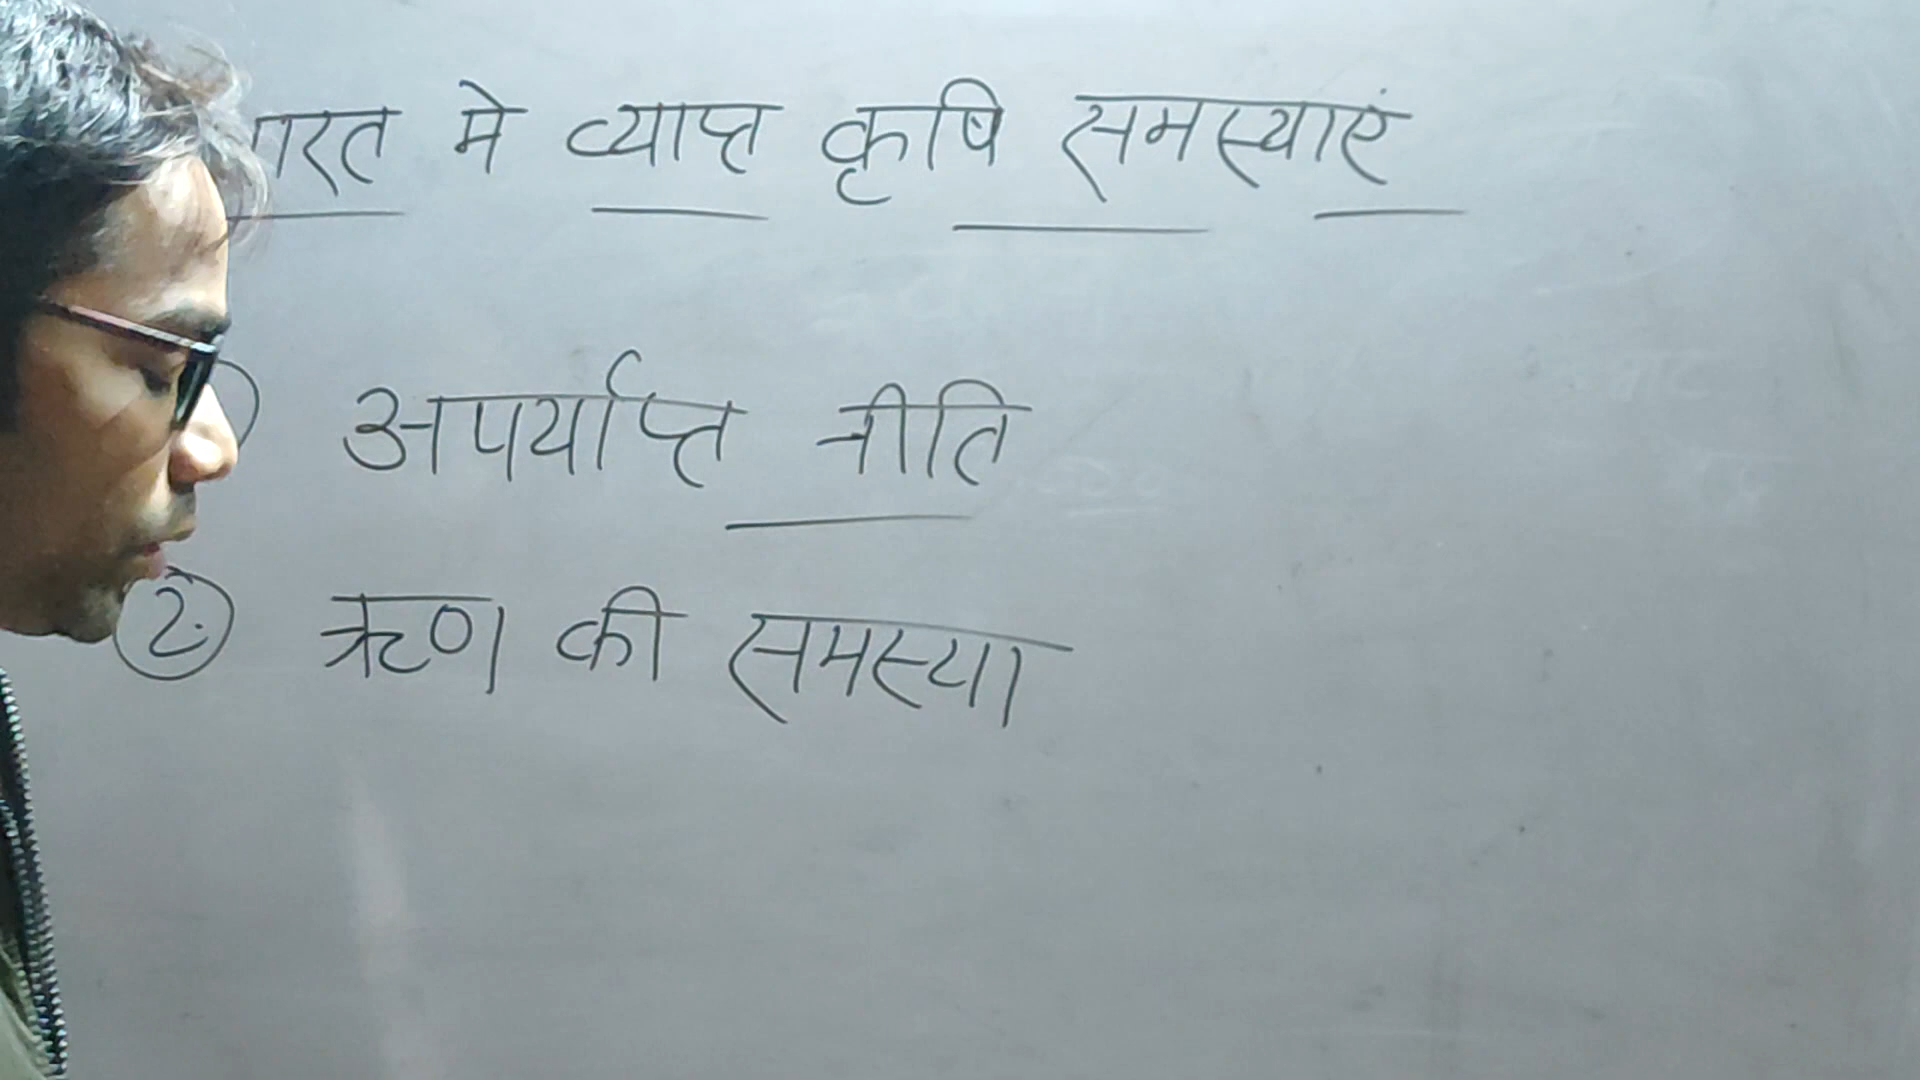 भारत मे व्याप्त कृषि समस्याएं
अपर्याप्त नीति
2. ऋण की समस्या